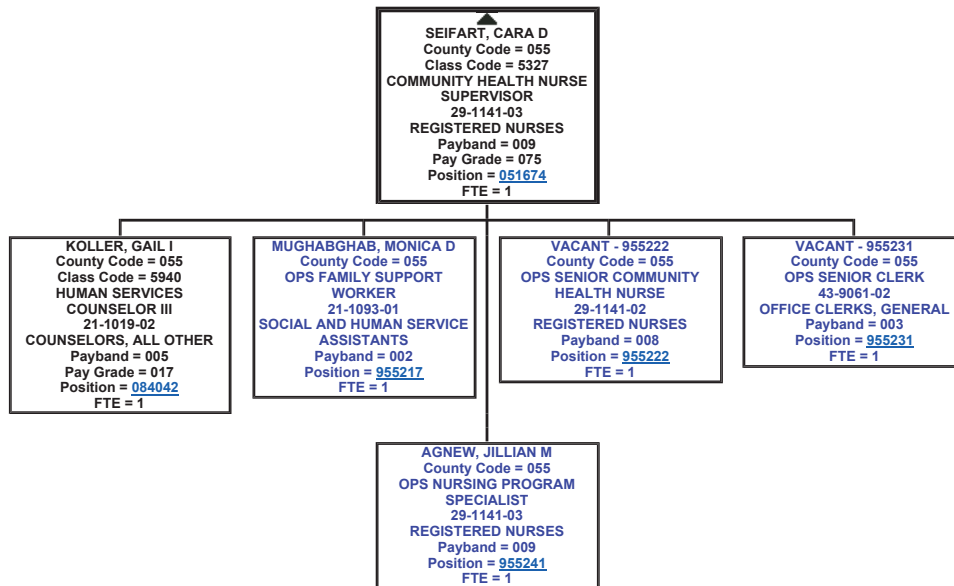 SEIFART, CARA D
County Code = 055
Class Code = 5327
COMMUNITY HEALTH NURSE
SUPERVISOR
29-1141-03
REGISTERED NURSES
Payband = 009
Pay Grade = 075
Position = 051674
FTE = 1
KOLLER, GAIL I
County Code = 055
Class Code = 5940
HUMAN SERVICES
COUNSELOR III
21-1019-02
COUNSELORS, ALL OTHER
Payband = 005
Pay Grade = 017
Position = 084042
FTE = 1
MUGHABGHAB, MONICA D
County Code = 055
OPS FAMILY SUPPORT
WORKER
21-1093-01
SOCIAL AND HUMAN SERVICE
ASSISTANTS
Payband = 002
Position = 955217
FTE = 1
VACANT - 955222
County Code = 055
OPS SENIOR COMMUNITY
HEALTH NURSE
29-1141-02
REGISTERED NURSES
Payband = 008
Position = 955222
FTE = 1
VACANT - 955231
County Code = 055
OPS SENIOR CLERK
43-9061-02
OFFICE CLERKS, GENERAL
Payband = 003
Position = 955231
FTE = 1
AGNEW, JILLIAN M
County Code = 055
OPS NURSING PROGRAM
SPECIALIST
29-1141-03
REGISTERED NURSES
Payband = 009
Position = 955241
FTE = 1